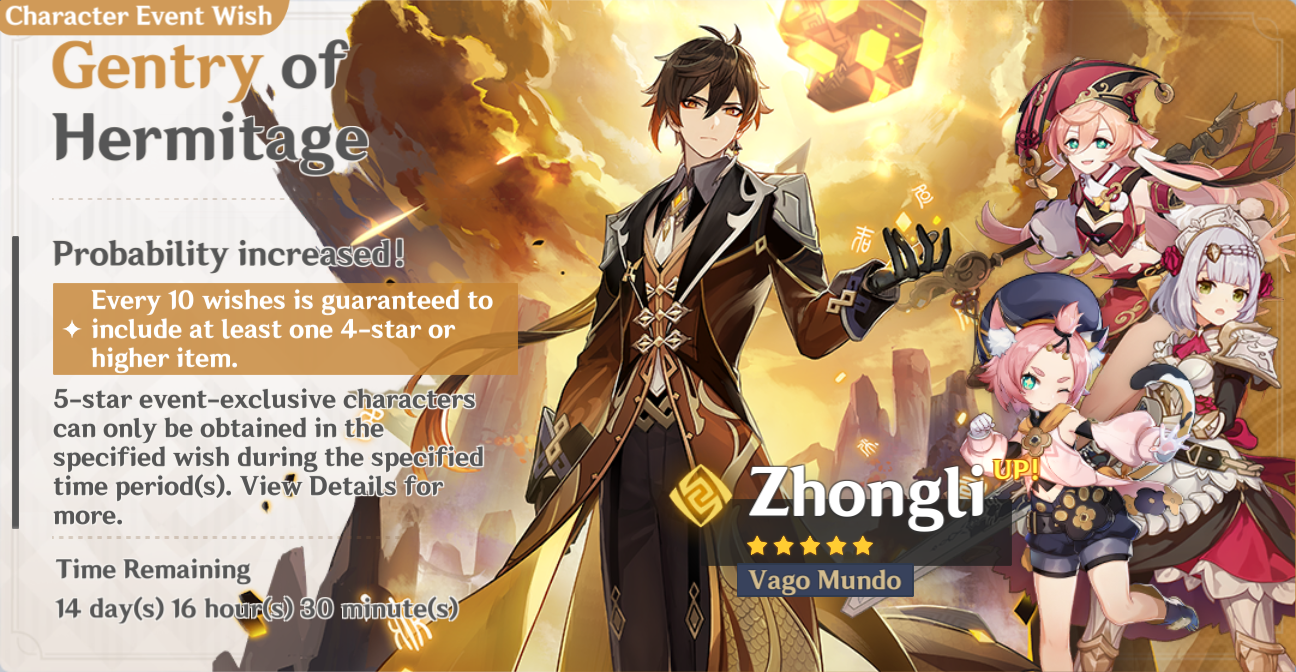 Character Event Wish
Gentry of
Hermitage
Probability increased!
Every 10 wishes is guaranteed to
✦ include at least one 4-star or
higher item.
5-star event-exclusive characters
can only be obtained in the
specified wish during the specified
time period(s). View Details for
more.
Time Remaining
14 day(s) 16 hour(s) 30 minute(s)
Zhongli UP!
Vago Mundo